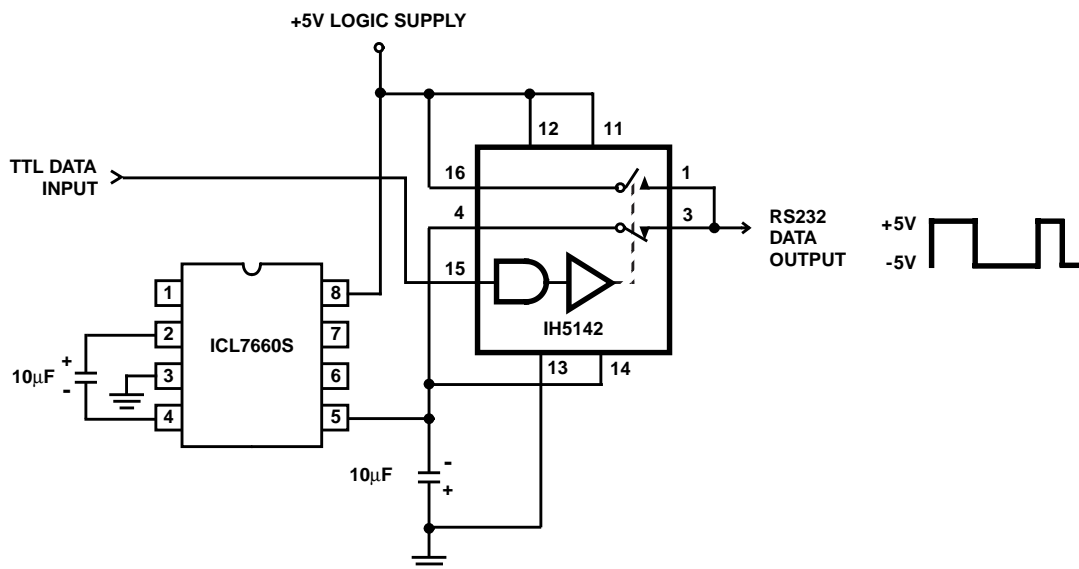 +5V LOGIC SUPPLY
12
11
TTL DATA
INPUT
16
1
4
3
RS232
DATA
OUTPUT
+5V
-5V
15
IH5142
1
8
2
7
ICL7660S
3
6
4
5
+
10μF
-
13
14
10μF
-
+